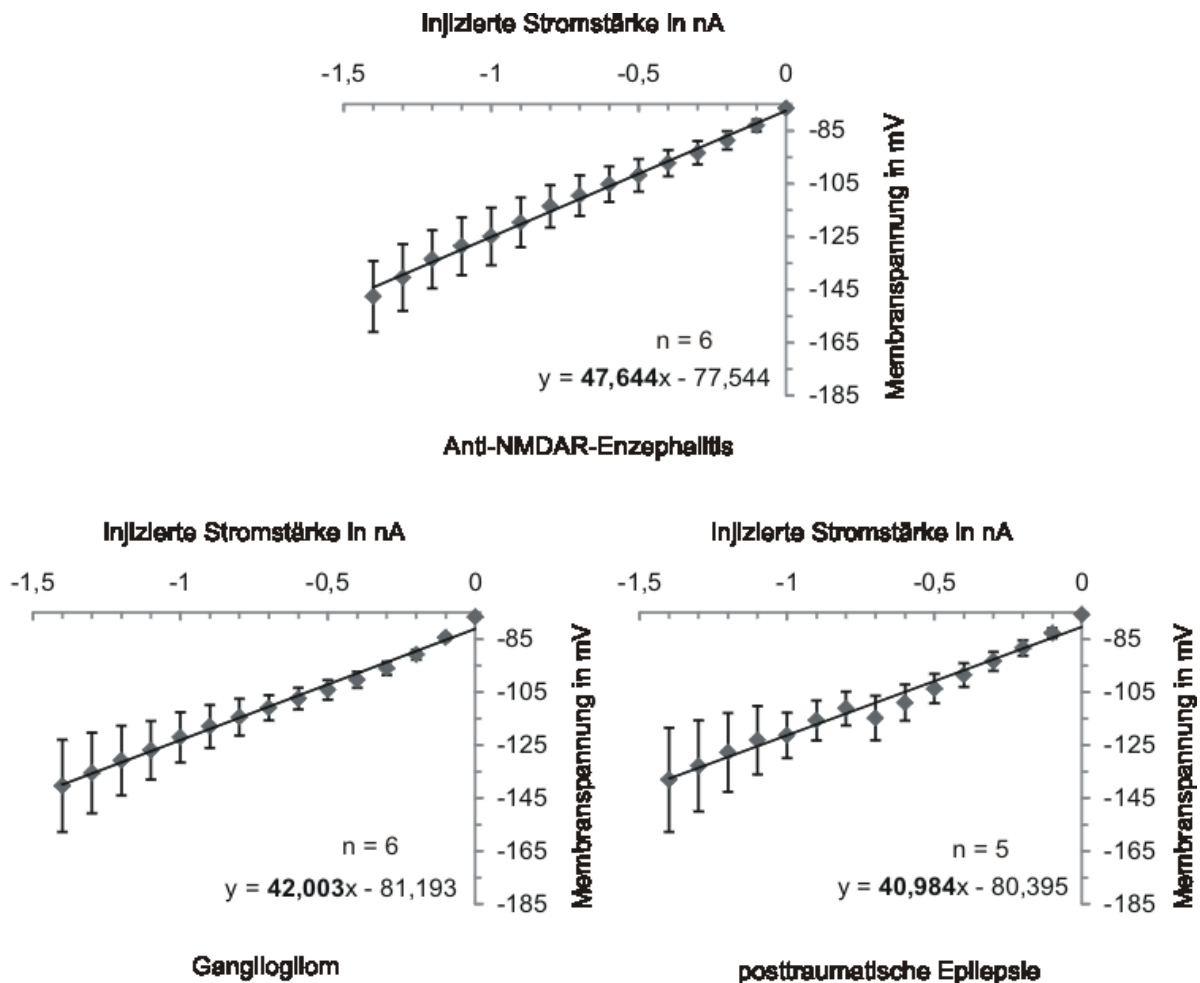 Injizierte Stromstärke in nA
-1,5 -1 -0,5 0
-85
-105
-125
-145
-165
-185
Membranspannung in mV
n = 6
y = 47,644x - 77,544
Anti-NMDAR-Enzephalitis
Injizierte Stromstärke in nA
-1,5 -1 -0,5 0
-85
-105
-125
-145
-165
-185
Membranspannung in mV
n = 6
y = 42,003x - 81,193
Gangliogliom
Injizierte Stromstärke in nA
-1,5 -1 -0,5 0
-85
-105
-125
-145
-165
-185
Membranspannung in mV
n = 5
y = 40,984x - 80,395
posttraumatische Epilepsie